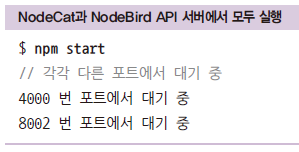 NodeCat과 NodeBird API 서버에서 모두 실행
$ npm start
// 각각 다른 포트에서 대기 중
4000 번 포트에서 대기 중
8002 번 포트에서 대기 중